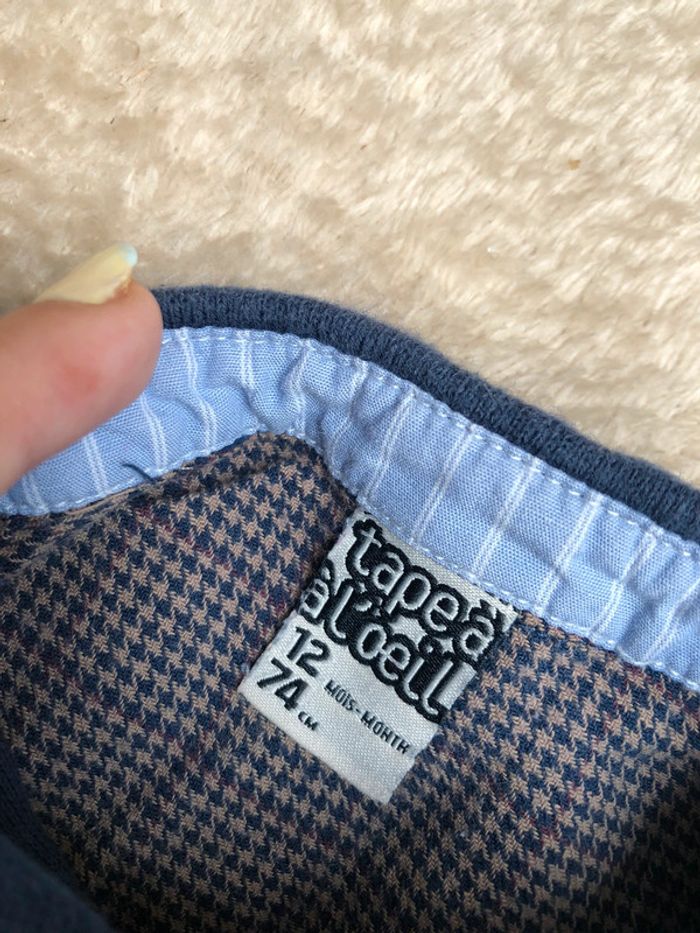 tape à
à l'oeil
12 MOIS-MONTH
74 CM